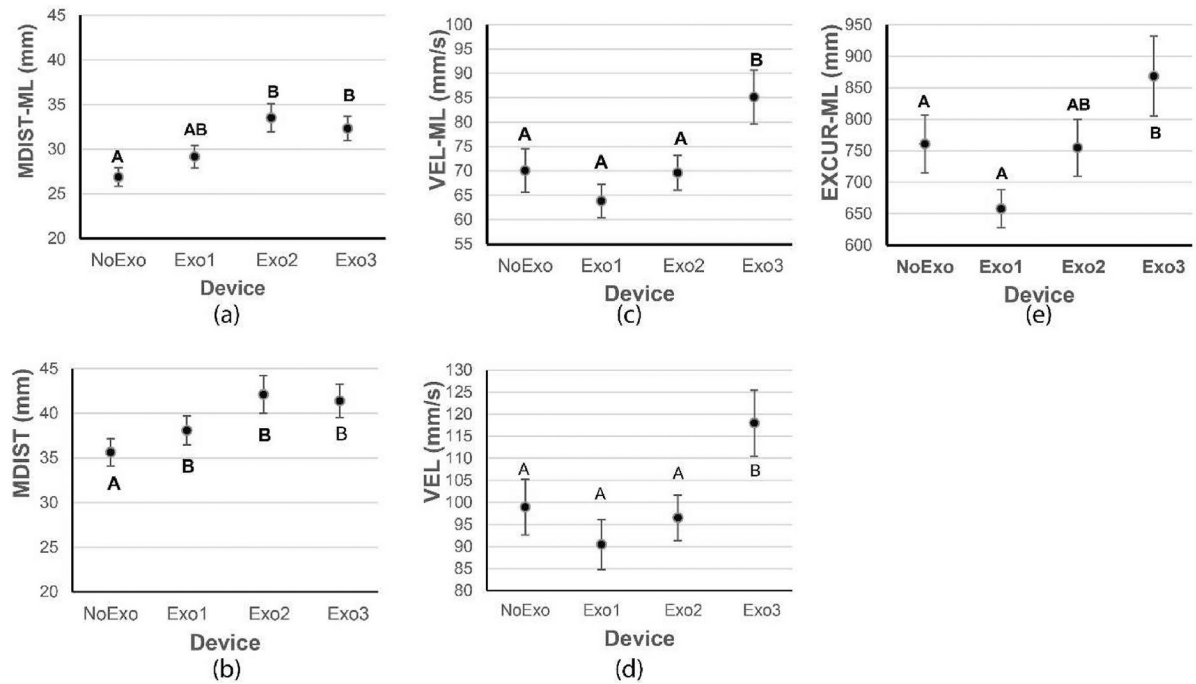 MDIST-ML (mm)
45
40
35
30
25
20
A
AB
B
B
NoExo Exo1 Exo2 Exo3
Device
(a)
VEL-ML (mm/s)
100
95
90
85
80
75
70
65
60
55
A
A
A
B
NoExo Exo1 Exo2 Exo3
Device
(c)
EXCUR-ML (mm)
950
900
850
800
750
700
650
600
A
A
AB
B
NoExo Exo1 Exo2 Exo3
Device
(e)
MDIST (mm)
45
40
35
30
25
20
A
B
B
B
NoExo Exo1 Exo2 Exo3
Device
(b)
VEL (mm/s)
130
125
120
115
110
105
100
95
90
85
80
A
A
A
B
NoExo Exo1 Exo2 Exo3
Device
(d)